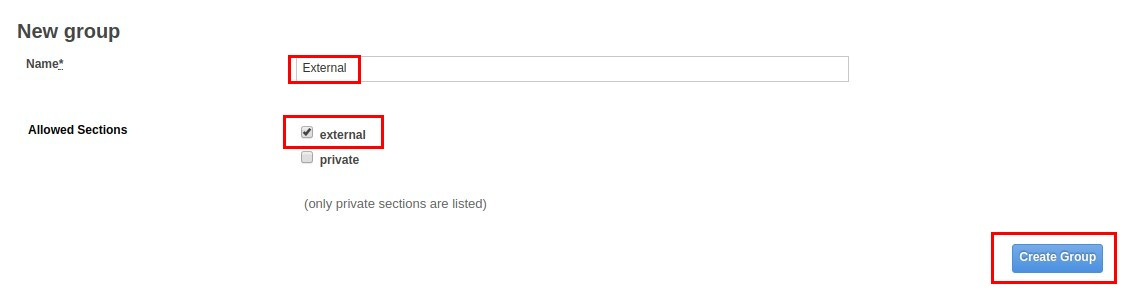 New group
Name*
External
Allowed Sections
external
private
(only private sections are listed)
Create Group